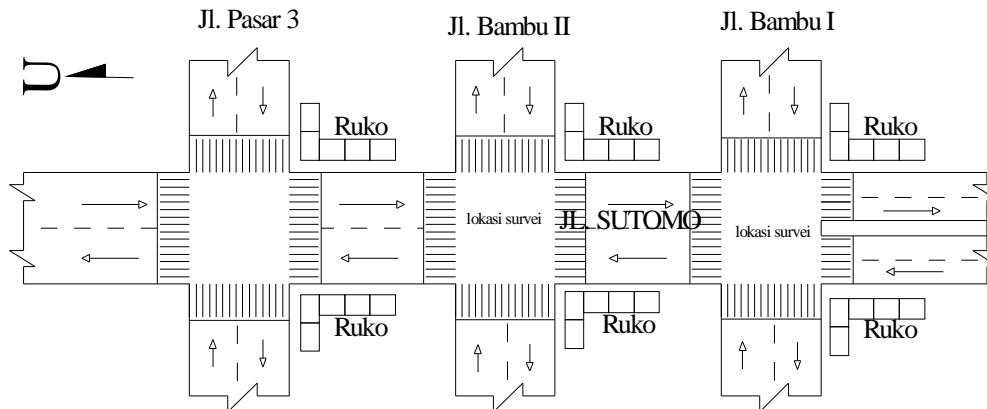 Jl. Pasar 3
Jl. Bambu II
Jl. Bambu I
U
Ruko
Ruko
Ruko
lokasi survei
JL. SUTOMO
lokasi survei
Ruko
Ruko
Ruko